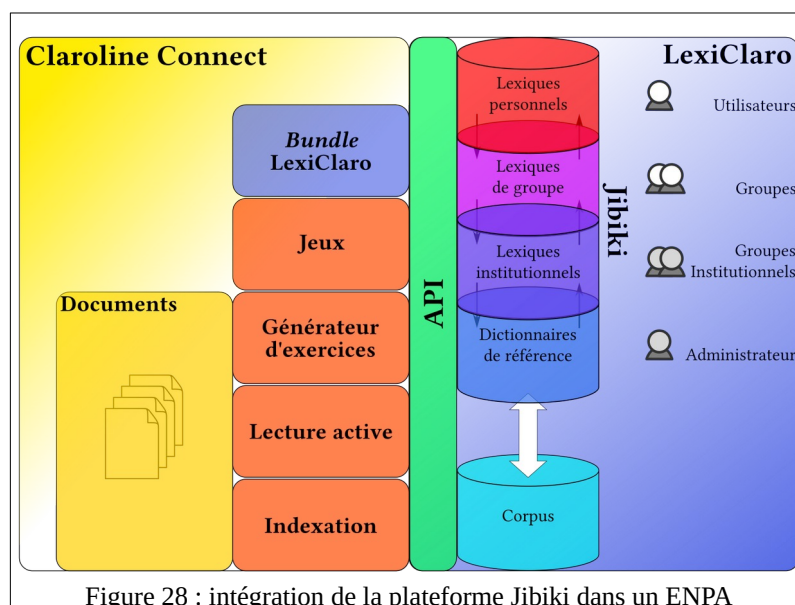 Claroline Connect
LexiClaro
Bundle
LexiClaro
Jeux
Générateur
d'exercices
Lecture active
Indexation
Documents
API
Lexiques
personnels
Lexiques
de groupe
Lexiques
institutionnels
Dictionnaires
de référence
Corpus
Jibiki
Utilisateurs
Groupes
Groupes
Institutionnels
Administrateur
Figure 28 : intégration de la plateforme Jibiki dans un ENPA